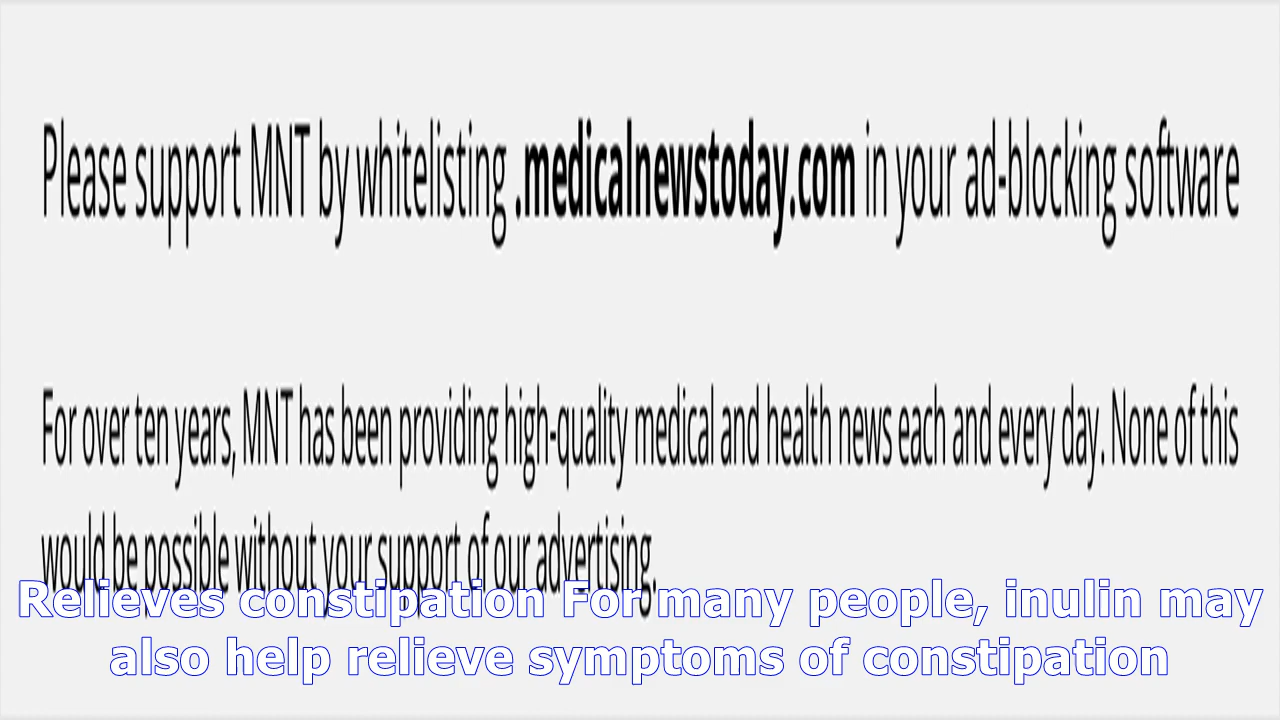 Please support MNT by whitelisting .medicalnewstoday.com in your ad-blocking software
For over ten years, MNT has been providing high-quality medical and health news each and every day. None of this
would be possible without your support of our advertising.
Relieves constipation For many people, inulin may
also help relieve symptoms of constipation